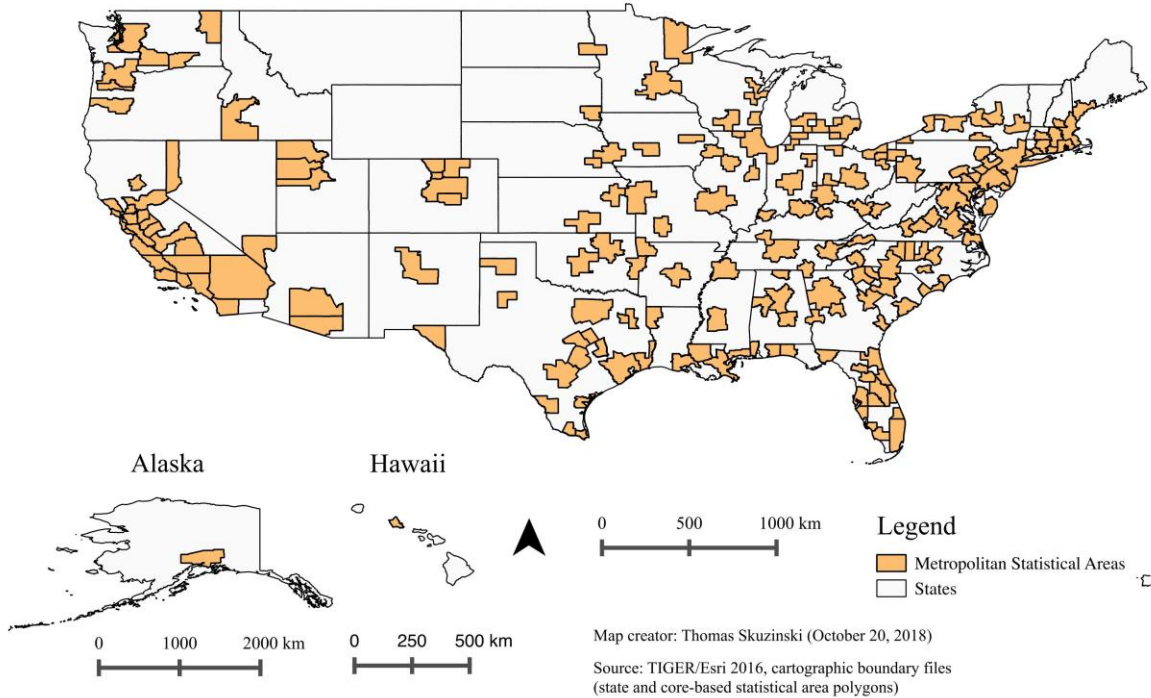 Alaska
Hawaii
0 500 1000 km
Legend
Metropolitan Statistical Areas
States
0 1000 2000 km
0 250 500 km
Map creator: Thomas Skuzinski (October 20, 2018)
Source: TIGER/Esri 2016, cartographic boundary files
(state and core-based statistical area polygons)